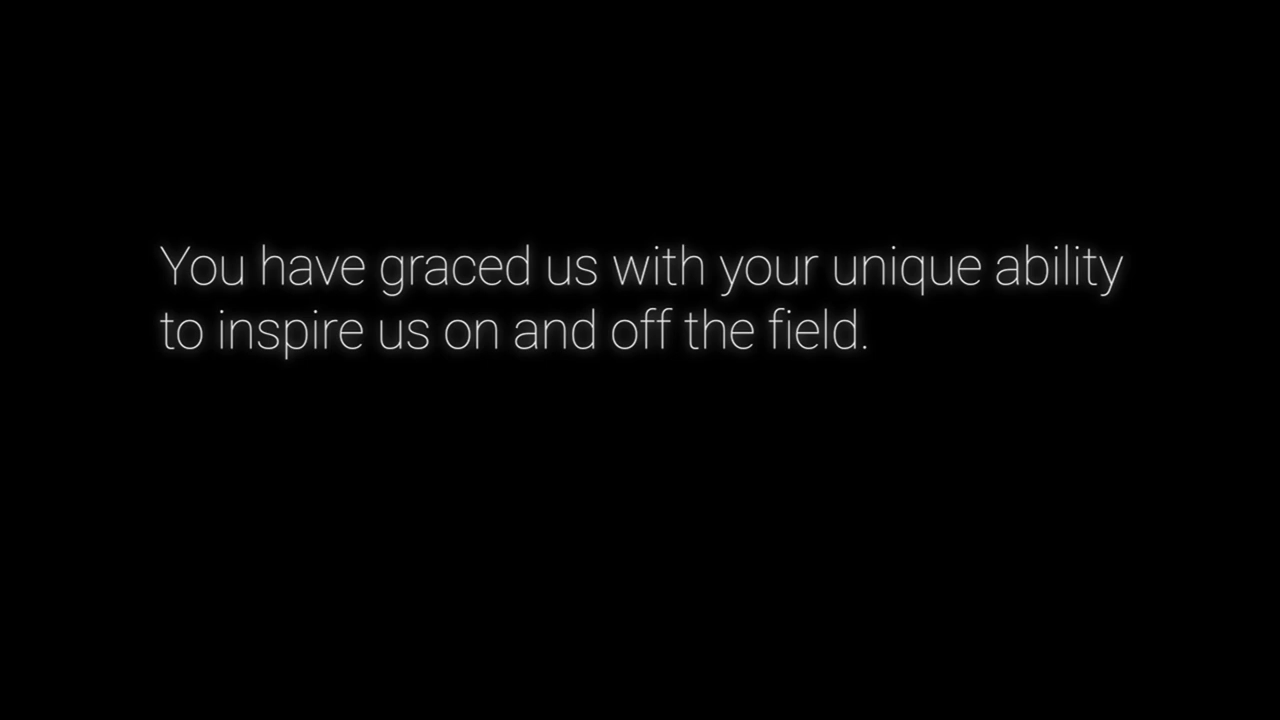 You have graced us with your unique ability
to inspire us on and off the field.